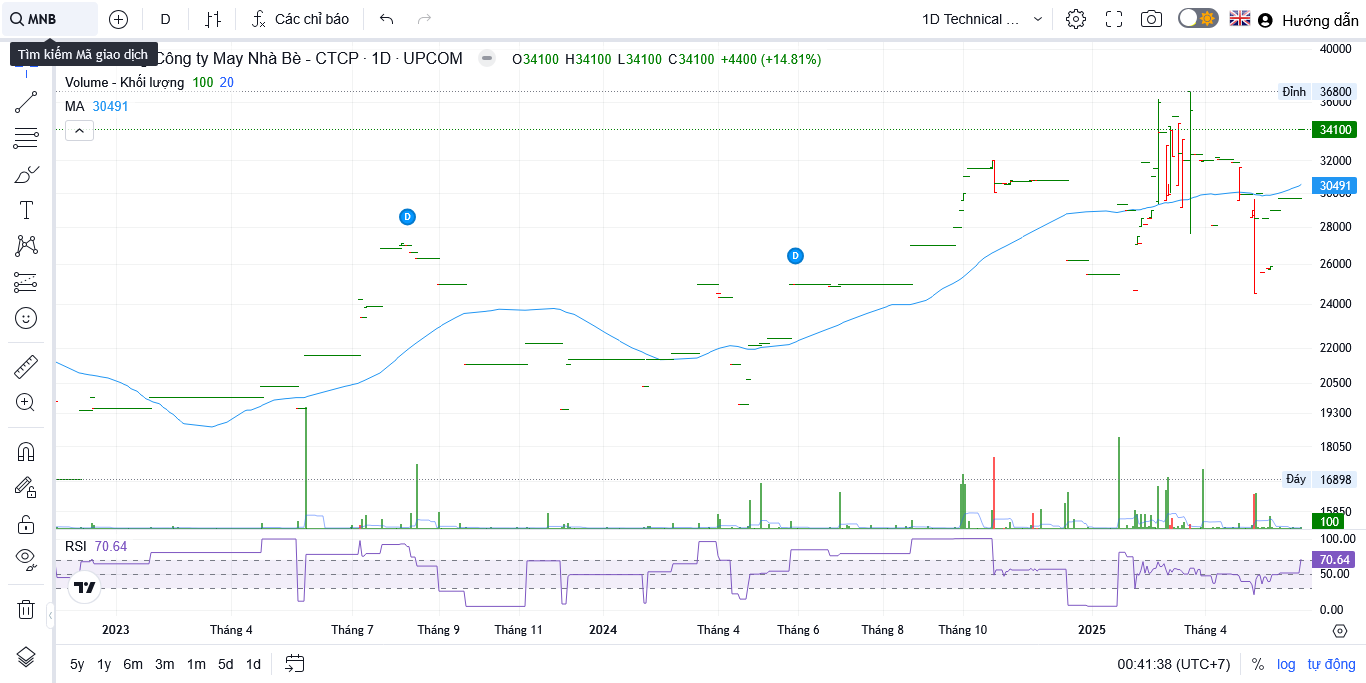 MNB
D
Các chỉ báo
1D Technical ...
Hướng dẫn
Tìm kiếm Mã giao dịch
Công ty May Nhà Bè - CTCP · 1D · UPCOM
O34100 H34100 L34100 C34100 +4400 (+14.81%)
Volume - Khối lượng 100 20
MA 30491
D
D
40000
Đỉnh 36800
36000
34100
32000
30491
30000
28000
26000
24000
22000
20500
19300
18050
Đáy 16898
15850
100
RSI 70.64
100.00
70.64
50.00
0.00
2023 Tháng 4 Tháng 7 Tháng 9 Tháng 11 2024 Tháng 4 Tháng 6 Tháng 8 Tháng 10 2025 Tháng 4
5y 1y 6m 3m 1m 5d 1d
00:41:38 (UTC+7) % log tự động